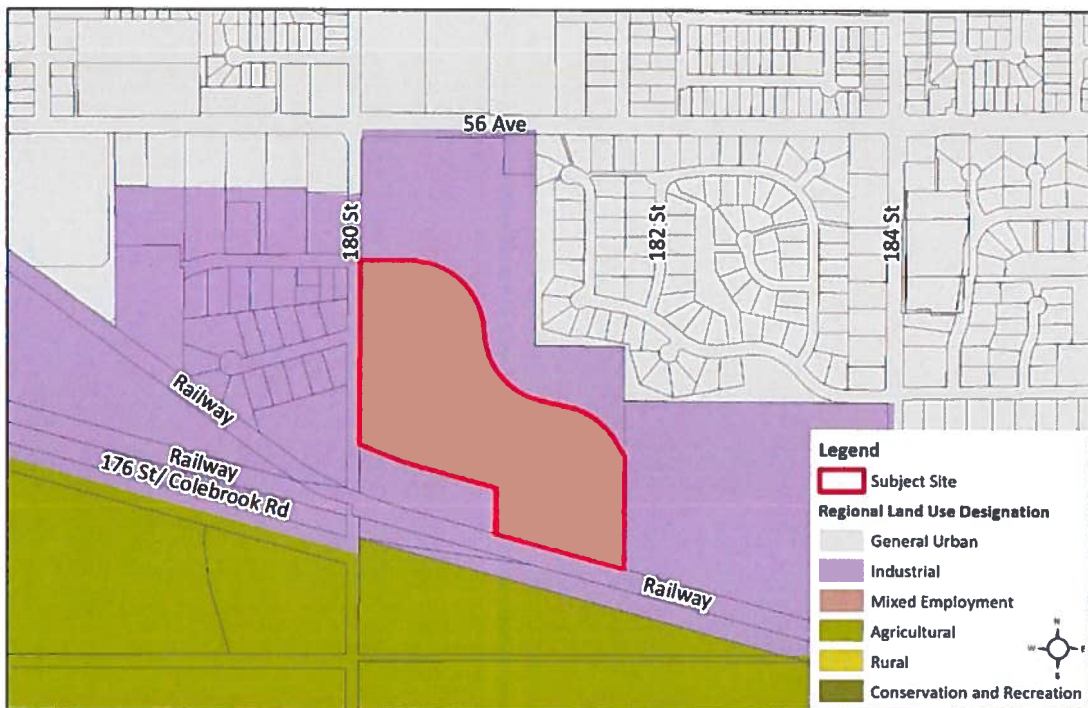 56 Ave
180 St
182 St
184 St
Railway
Railway
176 St/ Colebrook Rd
Railway
Legend
Subject Site
Regional Land Use Designation
General Urban
Industrial
Mixed Employment
Agricultural
Rural
Conservation and Recreation
N
W
E
S